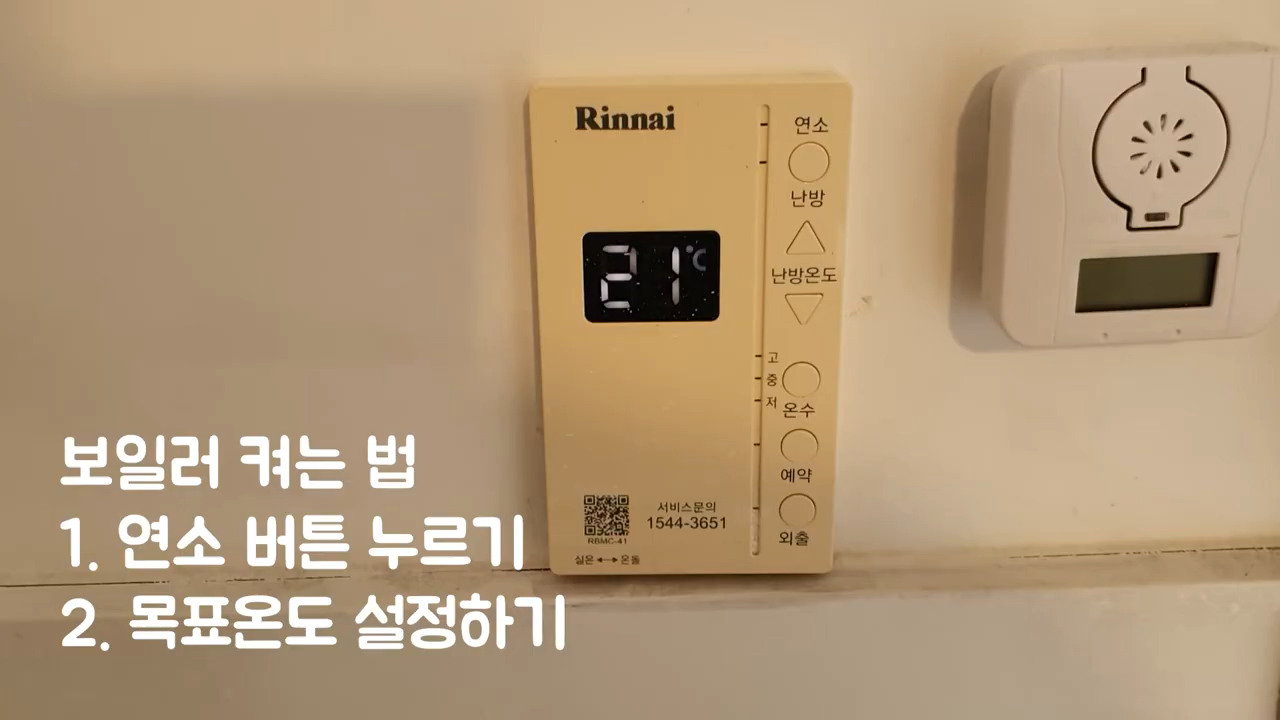 Rinnai
21°C
연소
난방
난방온도
고
중
저
온수
예약
외출
서비스문의
1544-3651
RBMC-41
실온 ↔ 온돌
보일러 켜는 법
1. 연소 버튼 누르기
2. 목표온도 설정하기